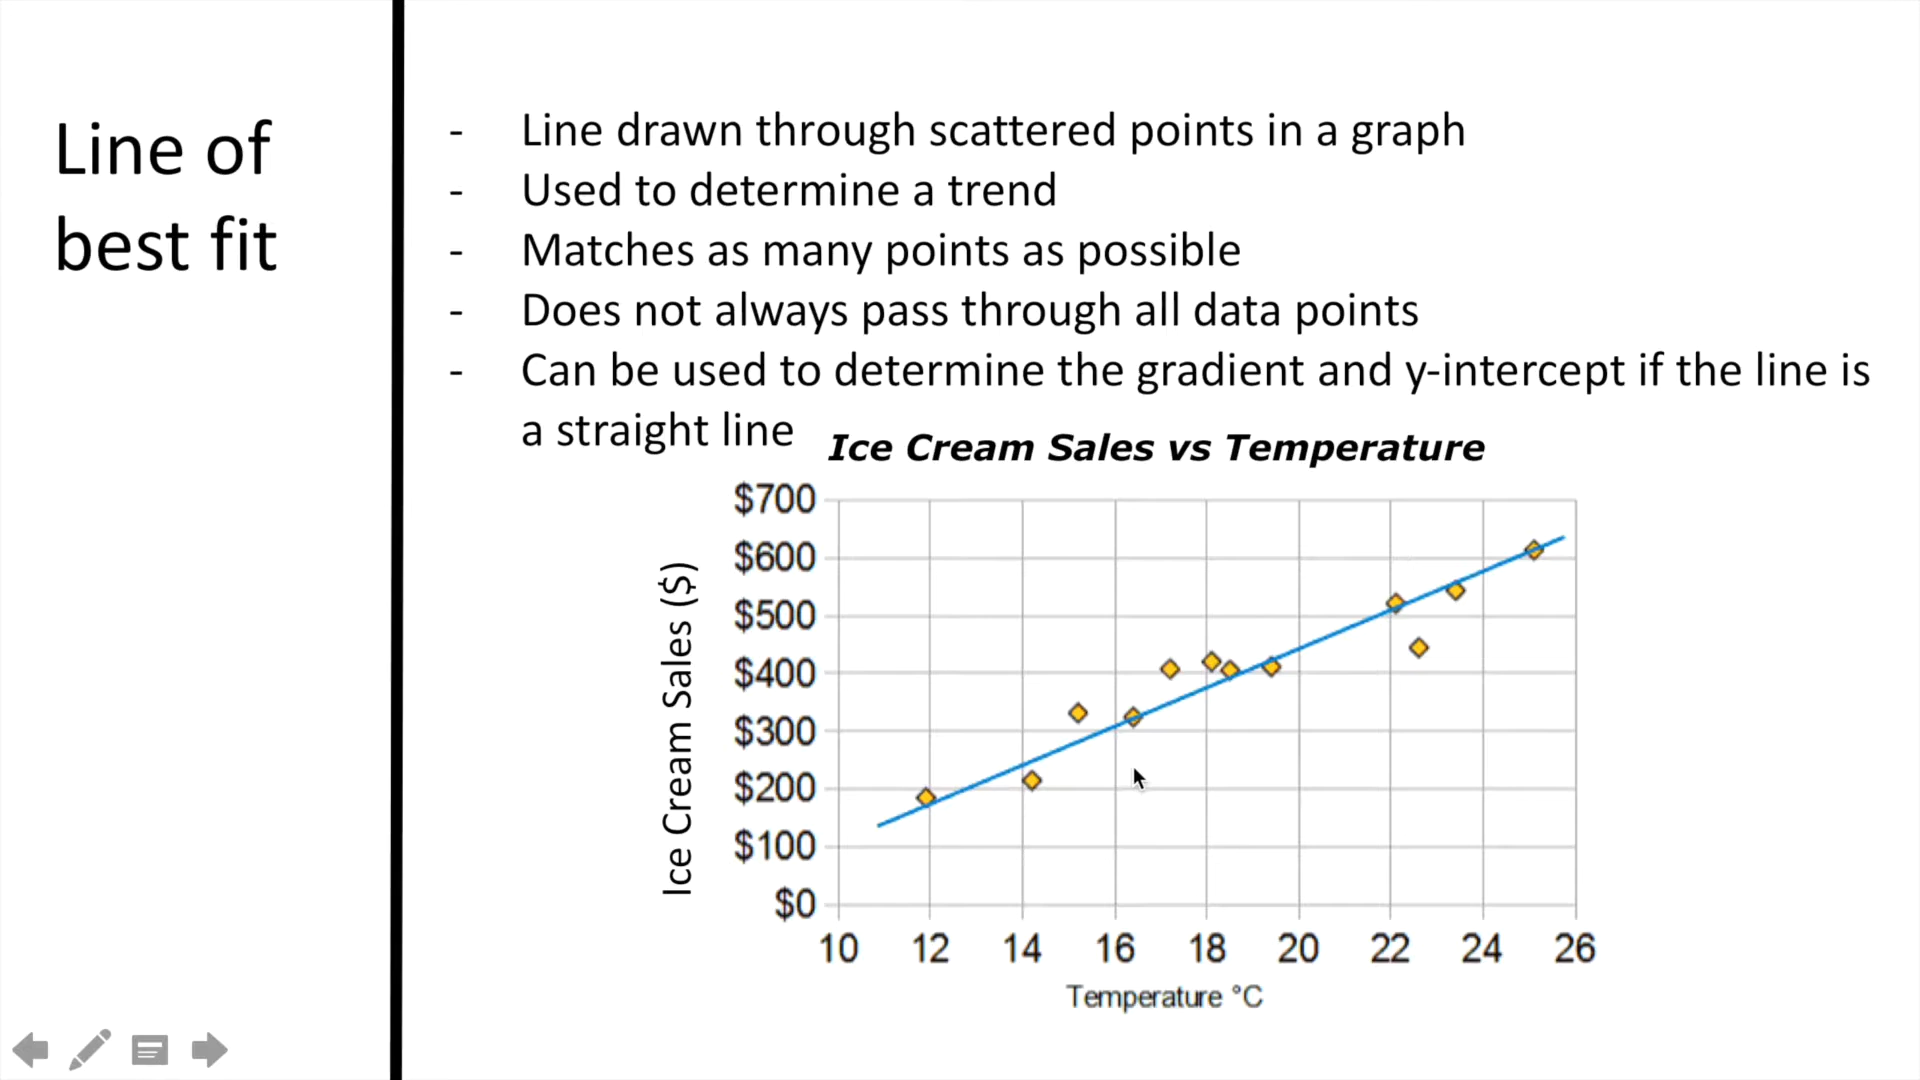 Line of
best fit
- Line drawn through scattered points in a graph
- Used to determine a trend
- Matches as many points as possible
- Does not always pass through all data points
- Can be used to determine the gradient and y-intercept if the line is
a straight line
Ice Cream Sales vs Temperature
Ice Cream Sales ($)
$700
$600
$500
$400
$300
$200
$100
$0
10 12 14 16 18 20 22 24 26
Temperature °C